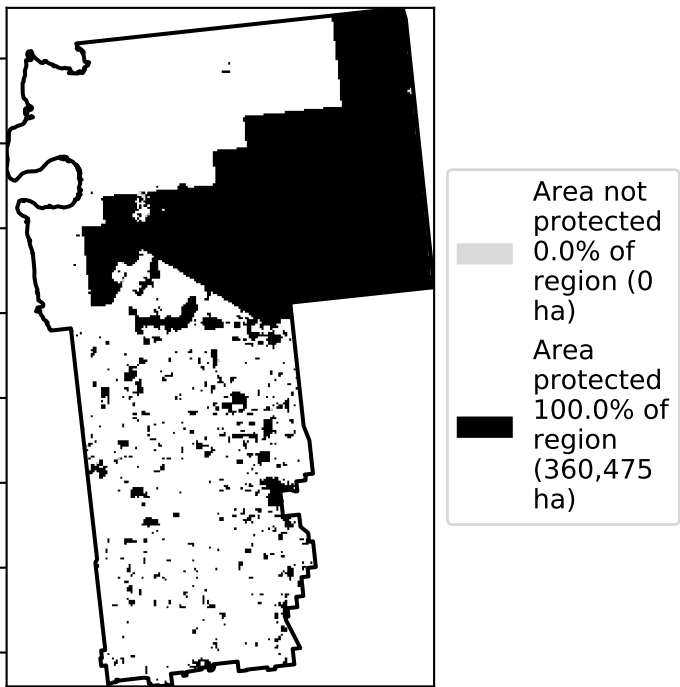 Area not
protected
0.0% of
region (0
ha)
Area
protected
100.0% of
region
(360,475
ha)